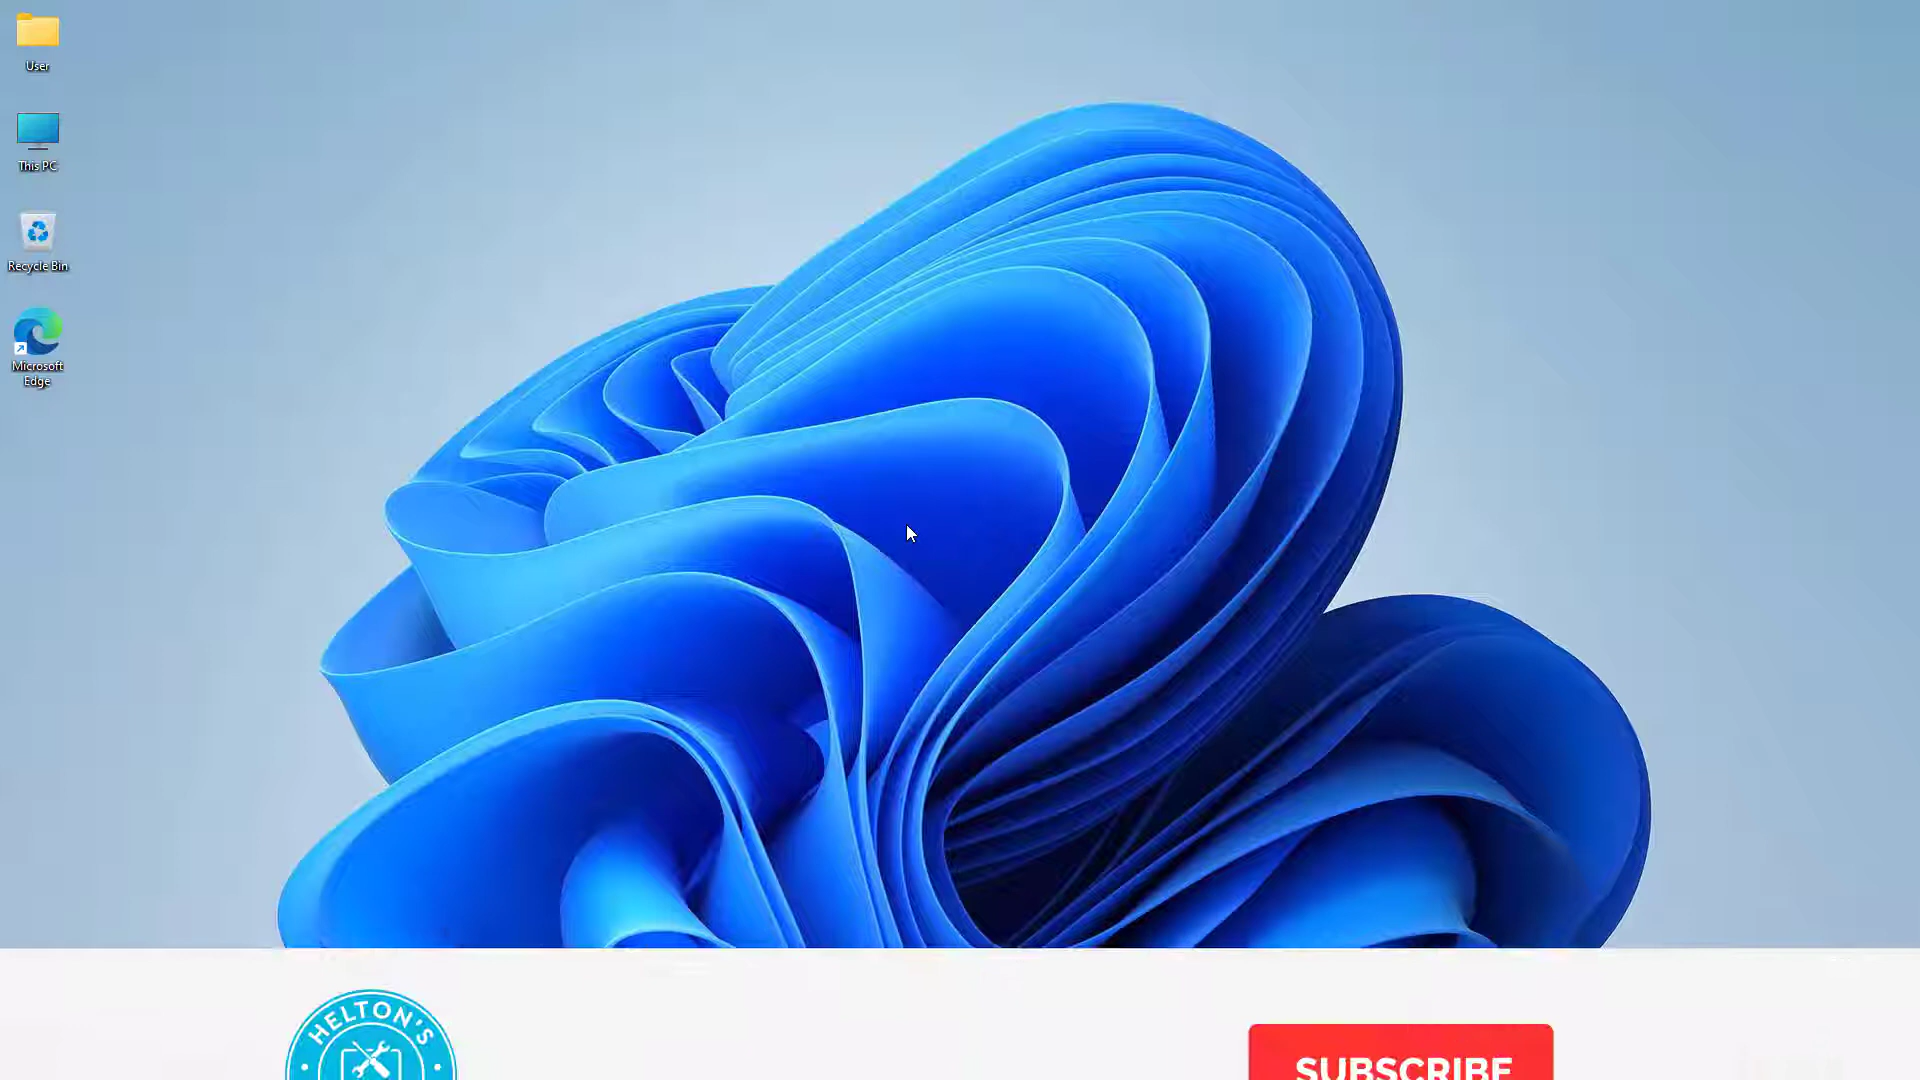 User
This PC
Recycle Bin
Microsoft
Edge
HELTON'S
SUBSCRIBE